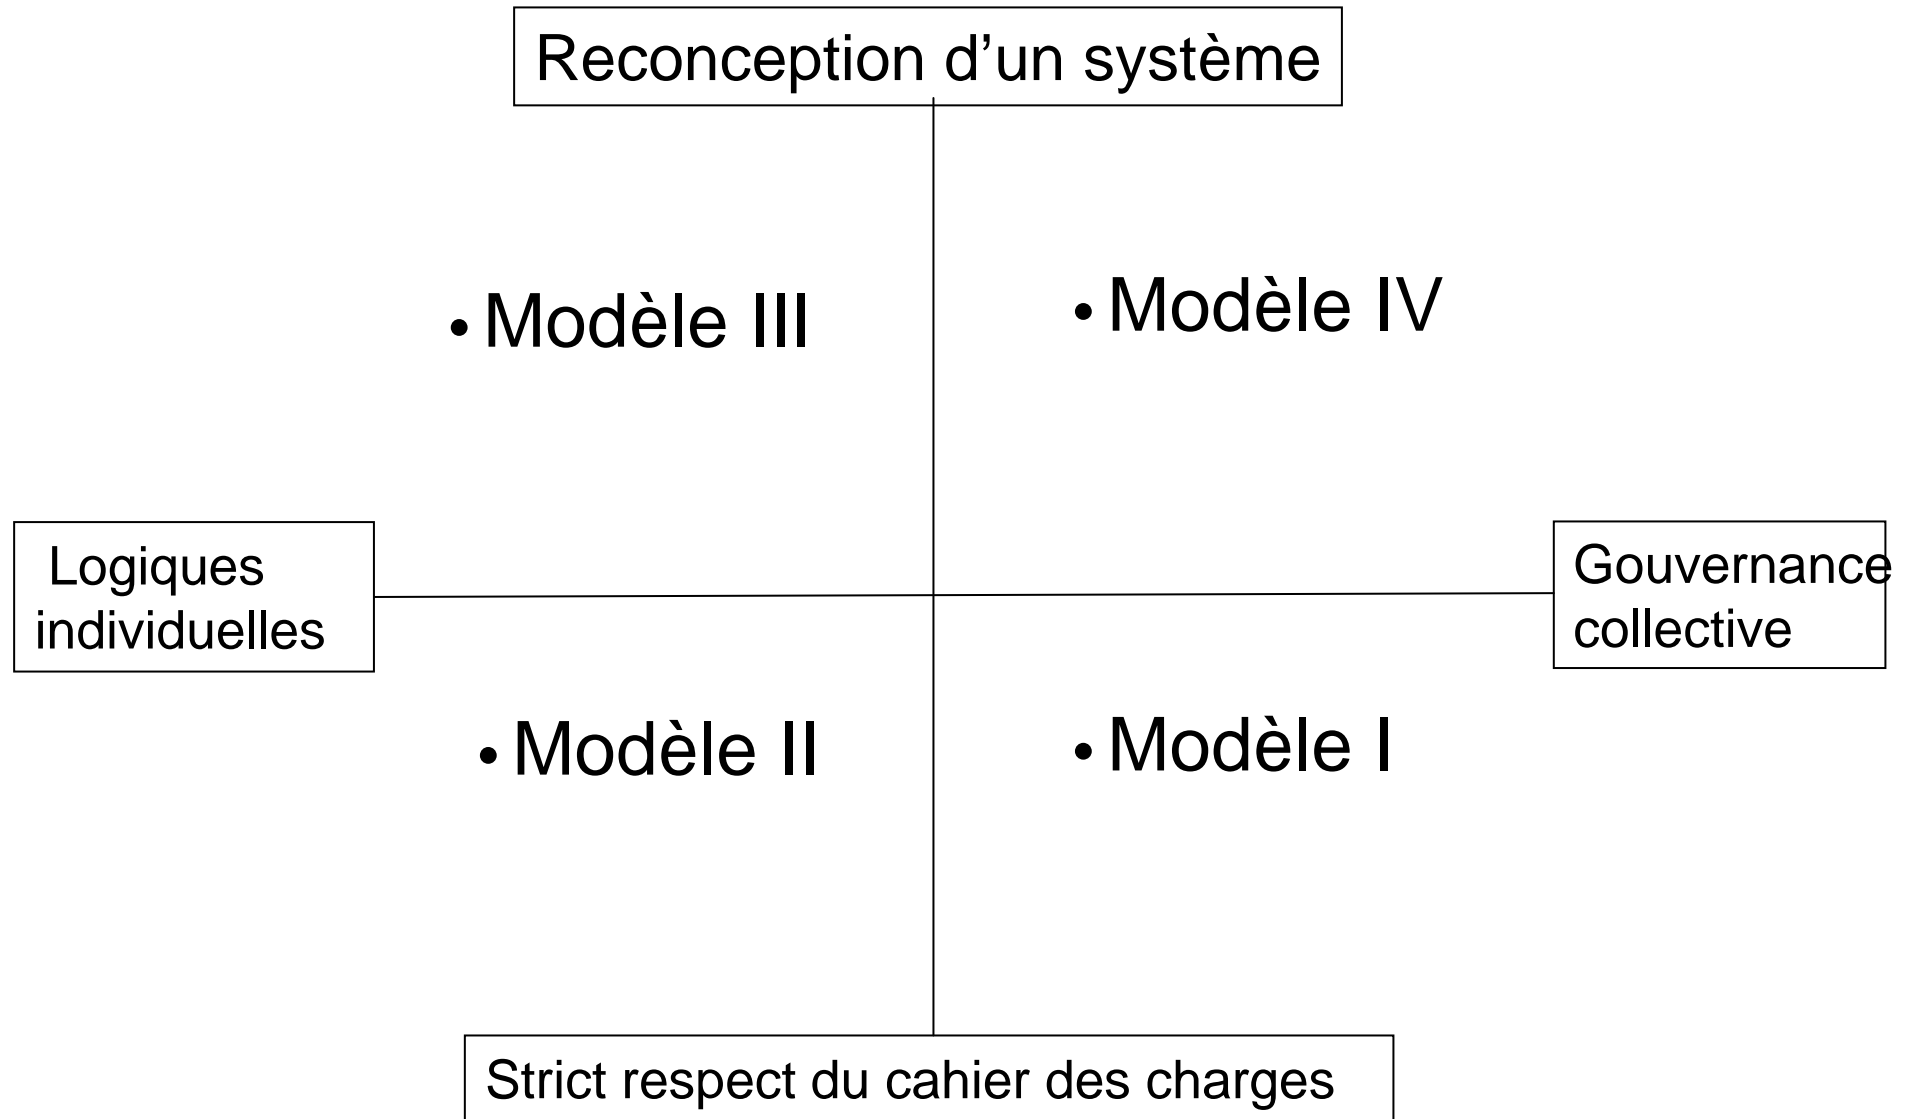 Reconception d’un système
• Modèle III
• Modèle IV
Logiques
individuelles
Gouvernance
collective
• Modèle II
• Modèle I
Strict respect du cahier des charges